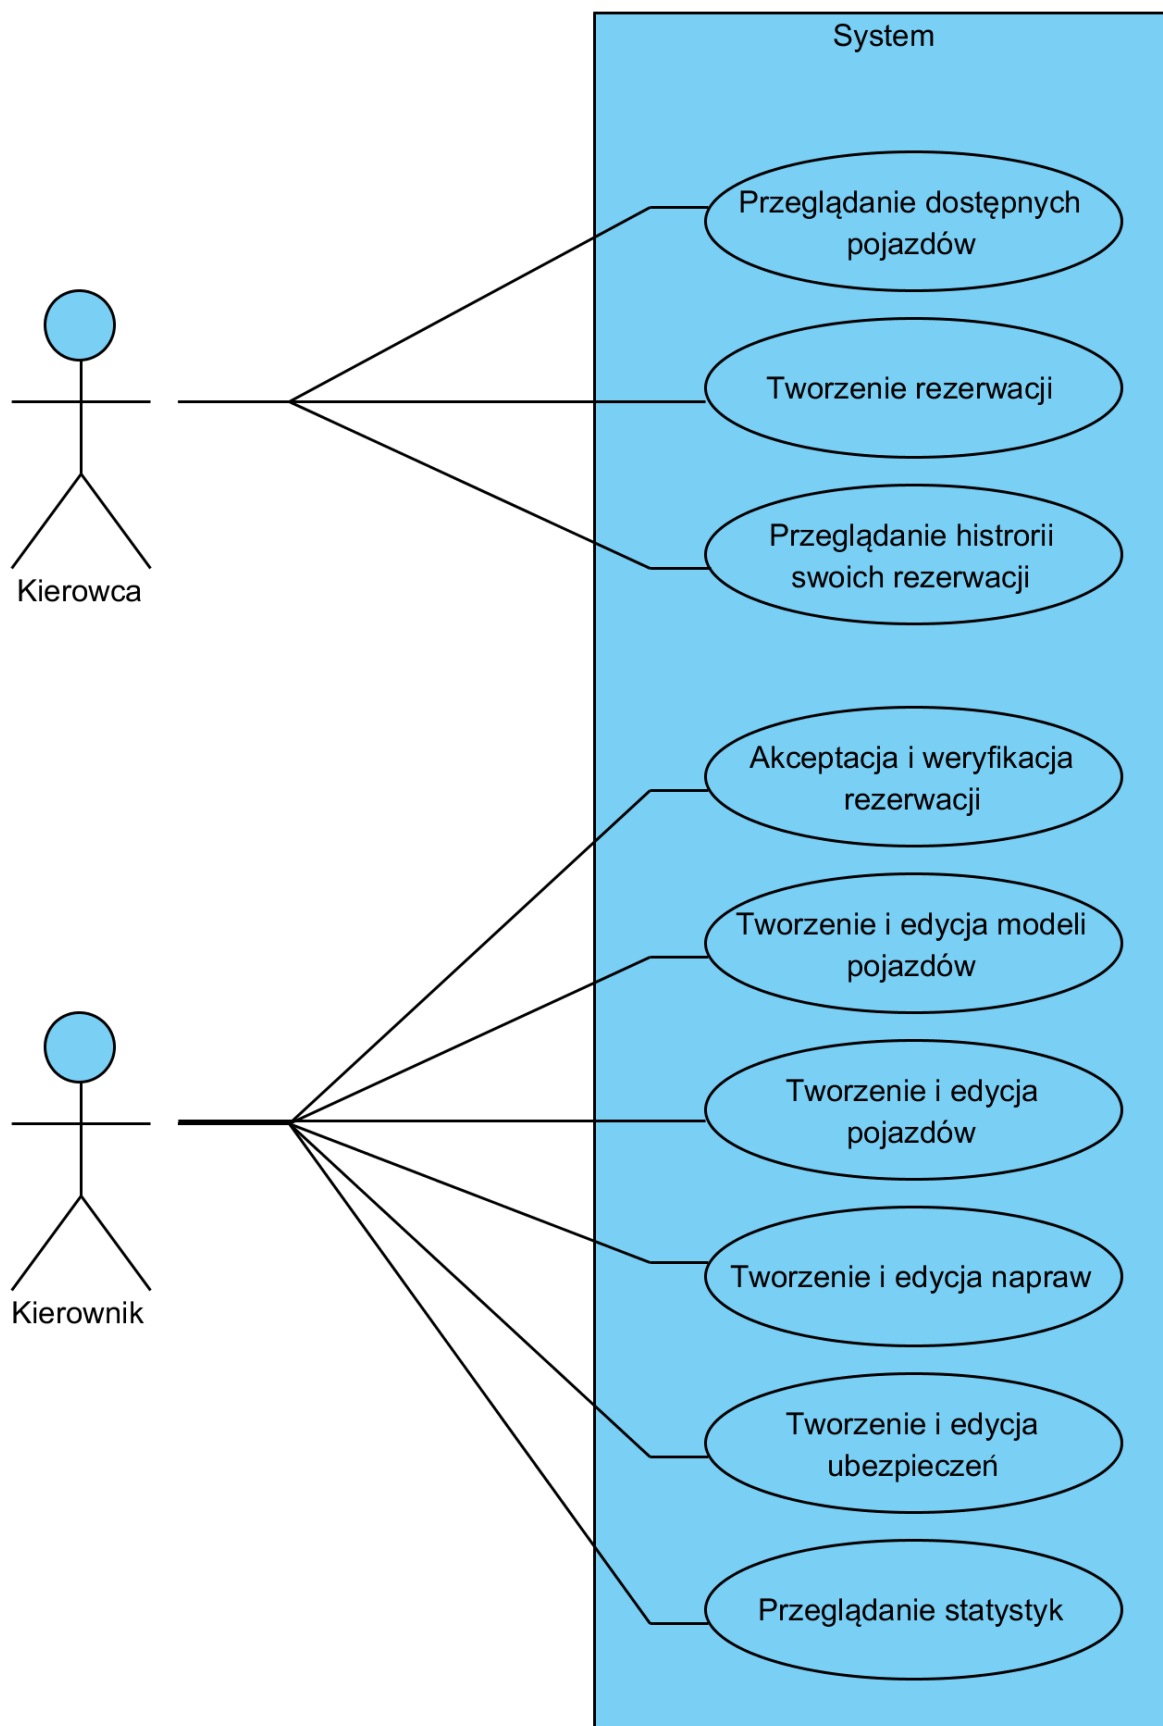 System
Przeglądanie dostępnych
pojazdów
Tworzenie rezerwacji
Przeglądanie histrorii
swoich rezerwacji
Kierowca
Akceptacja i weryfikacja
rezerwacji
Tworzenie i edycja modeli
pojazdów
Tworzenie i edycja
pojazdów
Tworzenie i edycja napraw
Kierownik
Tworzenie i edycja
ubezpieczeń
Przeglądanie statystyk